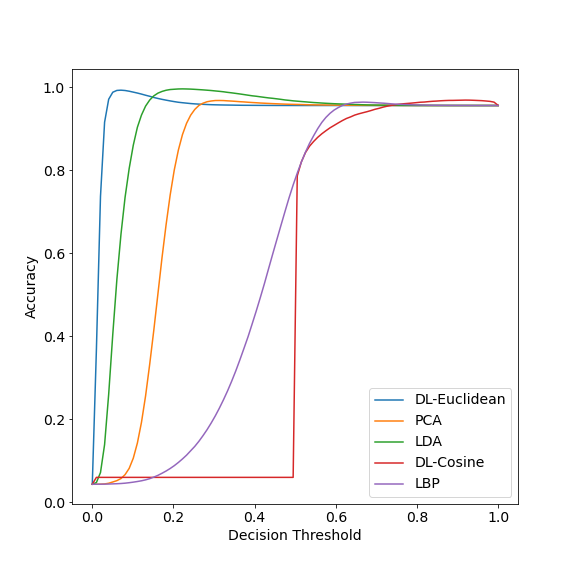 1.0
0.8
0.6
0.4
0.2
0.0
Accuracy
DL-Euclidean
PCA
LDA
DL-Cosine
LBP
0.0 0.2 0.4 0.6 0.8 1.0
Decision Threshold